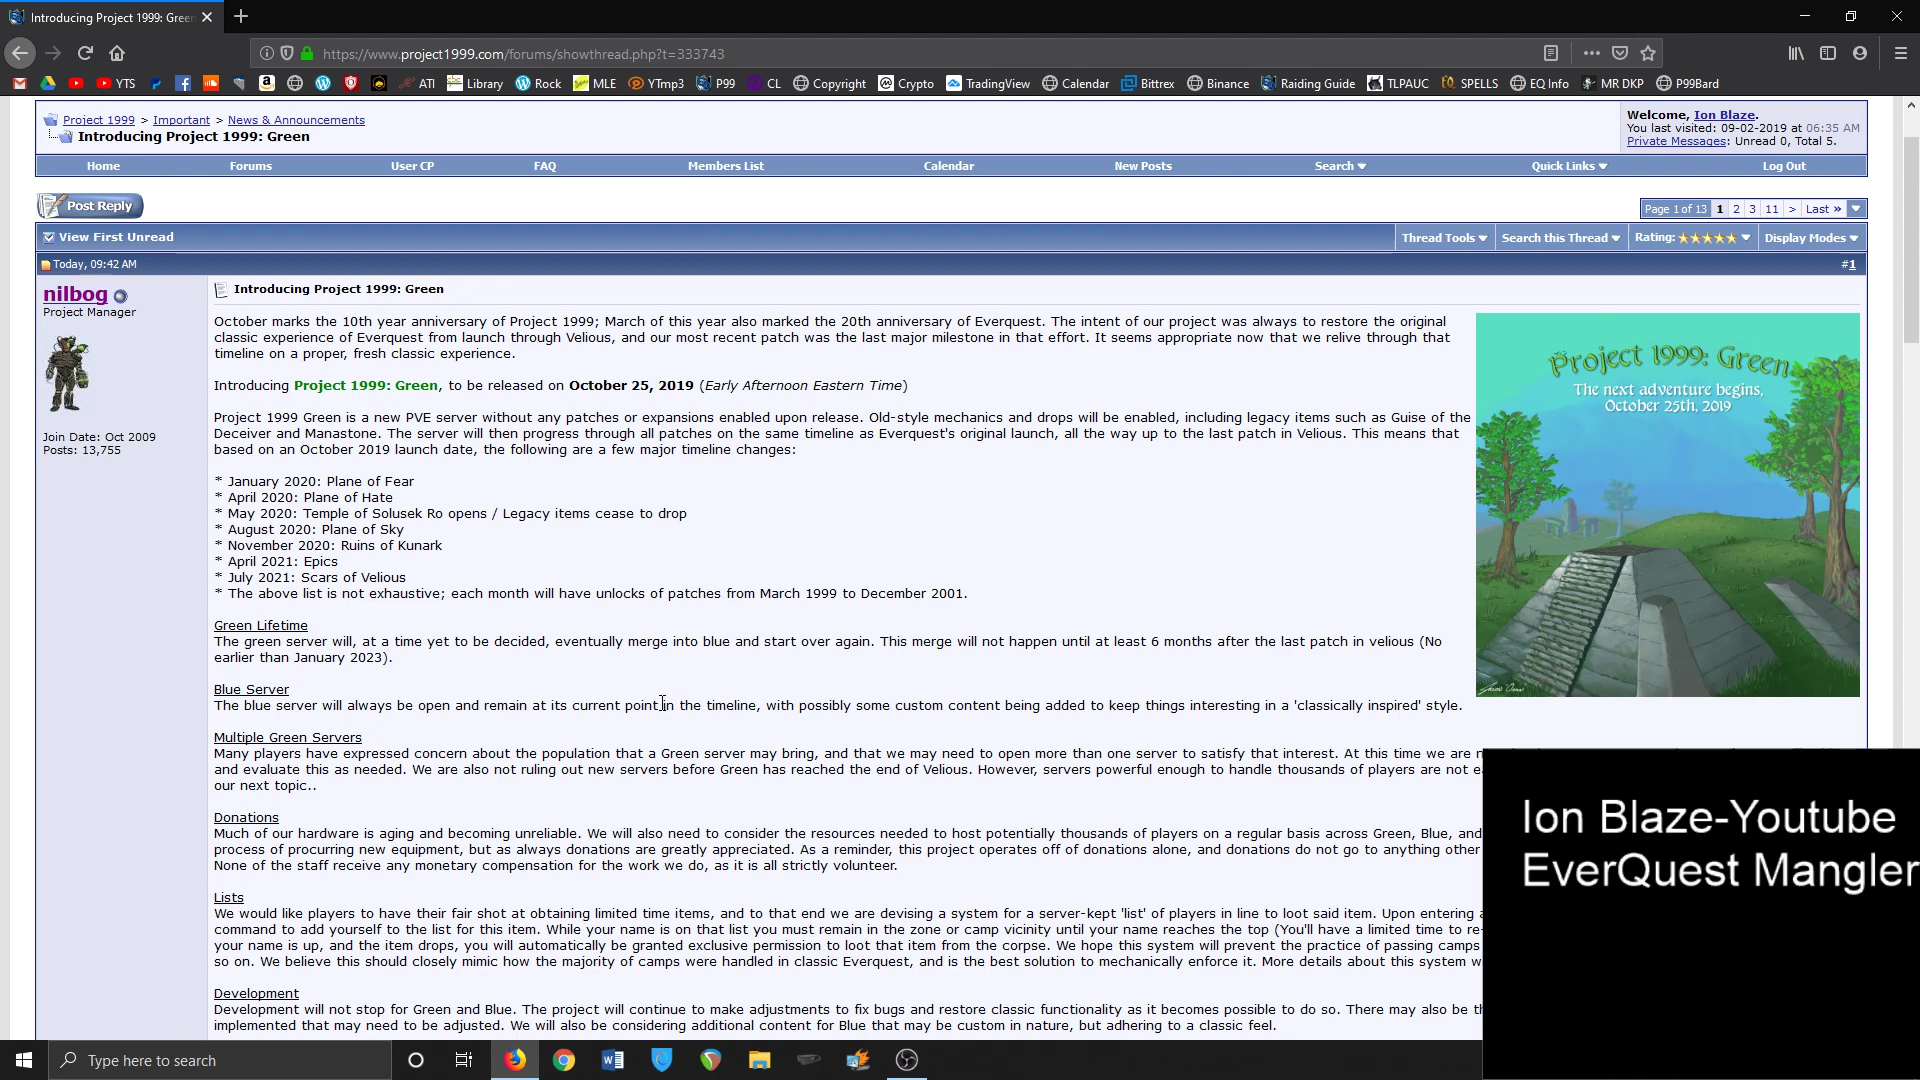 Introducing Project 1999: Green
https://www.project1999.com/forums/showthread.php?t=333743
YTS
ATI
Library
Rock
MLE
YTmp3
P99
CL
Copyright
Crypto
TradingView
Calendar
Bittrex
Binance
Raiding Guide
TLPAUC
SPELLS
EQ Info
MR DKP
P99Bard
Project 1999 > Important > News & Announcements
Introducing Project 1999: Green
Welcome, Ion Blaze.
You last visited: 09-02-2019 at 06:35 AM
Private Messages: Unread 0, Total 5.
Home
Forums
User CP
FAQ
Members List
Calendar
New Posts
Search
Quick Links
Log Out
Post Reply
Page 1 of 13 1 2 3 11 > Last »
View First Unread
Thread Tools
Search this Thread
Rating:
Display Modes
Today, 09:42 AM
#1
nilbog
Project Manager
Join Date: Oct 2009
Posts: 13,755
Introducing Project 1999: Green
October marks the 10th year anniversary of Project 1999; March of this year also marked the 20th anniversary of Everquest. The intent of our project was always to restore the original
classic experience of Everquest from launch through Velious, and our most recent patch was the last major milestone in that effort. It seems appropriate now that we relive through that
timeline on a proper, fresh classic experience.
Introducing Project 1999: Green, to be released on October 25, 2019 (Early Afternoon Eastern Time)
Project 1999 Green is a new PVE server without any patches or expansions enabled upon release. Old-style mechanics and drops will be enabled, including legacy items such as Guise of the
Deceiver and Manastone. The server will then progress through all patches on the same timeline as Everquest's original launch, all the way up to the last patch in Velious. This means that
based on an October 2019 launch date, the following are a few major timeline changes:
* January 2020: Plane of Fear
* April 2020: Plane of Hate
* May 2020: Temple of Solusek Ro opens / Legacy items cease to drop
* August 2020: Plane of Sky
* November 2020: Ruins of Kunark
* April 2021: Epics
* July 2021: Scars of Velious
* The above list is not exhaustive; each month will have unlocks of patches from March 1999 to December 2001.
Green Lifetime
The green server will, at a time yet to be decided, eventually merge into blue and start over again. This merge will not happen until at least 6 months after the last patch in velious (No
earlier than January 2023).
Blue Server
The blue server will always be open and remain at its current point in the timeline, with possibly some custom content being added to keep things interesting in a 'classically inspired' style.
Multiple Green Servers
Many players have expressed concern about the population that a Green server may bring, and that we may need to open more than one server to satisfy that interest. At this time we are
and evaluate this as needed. We are also not ruling out new servers before Green has reached the end of Velious. However, servers powerful enough to handle thousands of players are not
our next topic..
Donations
Much of our hardware is aging and becoming unreliable. We will also need to consider the resources needed to host potentially thousands of players on a regular basis across Green, Blue, and
process of procurring new equipment, but as always donations are greatly appreciated. As a reminder, this project operates off of donations alone, and donations do not go to anything other
None of the staff receive any monetary compensation for the work we do, as it is all strictly volunteer.
Lists
We would like players to have their fair shot at obtaining limited time items, and to that end we are devising a system for a server-kept 'list' of players in line to loot said item. Upon entering
command to add yourself to the list for this item. While your name is on that list you must remain in the zone or camp vicinity until your name reaches the top (You'll have a limited time to re-
your name is up, and the item drops, you will automatically be granted exclusive permission to loot that item from the corpse. We hope this system will prevent the practice of passing camps
so on. We believe this should closely mimic how the majority of camps were handled in classic Everquest, and is the best solution to mechanically enforce it. More details about this system
Development
Development will not stop for Green and Blue. The project will continue to make adjustments to fix bugs and restore classic functionality as it becomes possible to do so. There may also be
implemented that may need to be adjusted. We will also be considering additional content for Blue that may be custom in nature, but adhering to a classic feel.
Project 1999: Green
The next adventure begins,
October 25th, 2019
Ion Blaze-Youtube
EverQuest Mangler
Type here to search